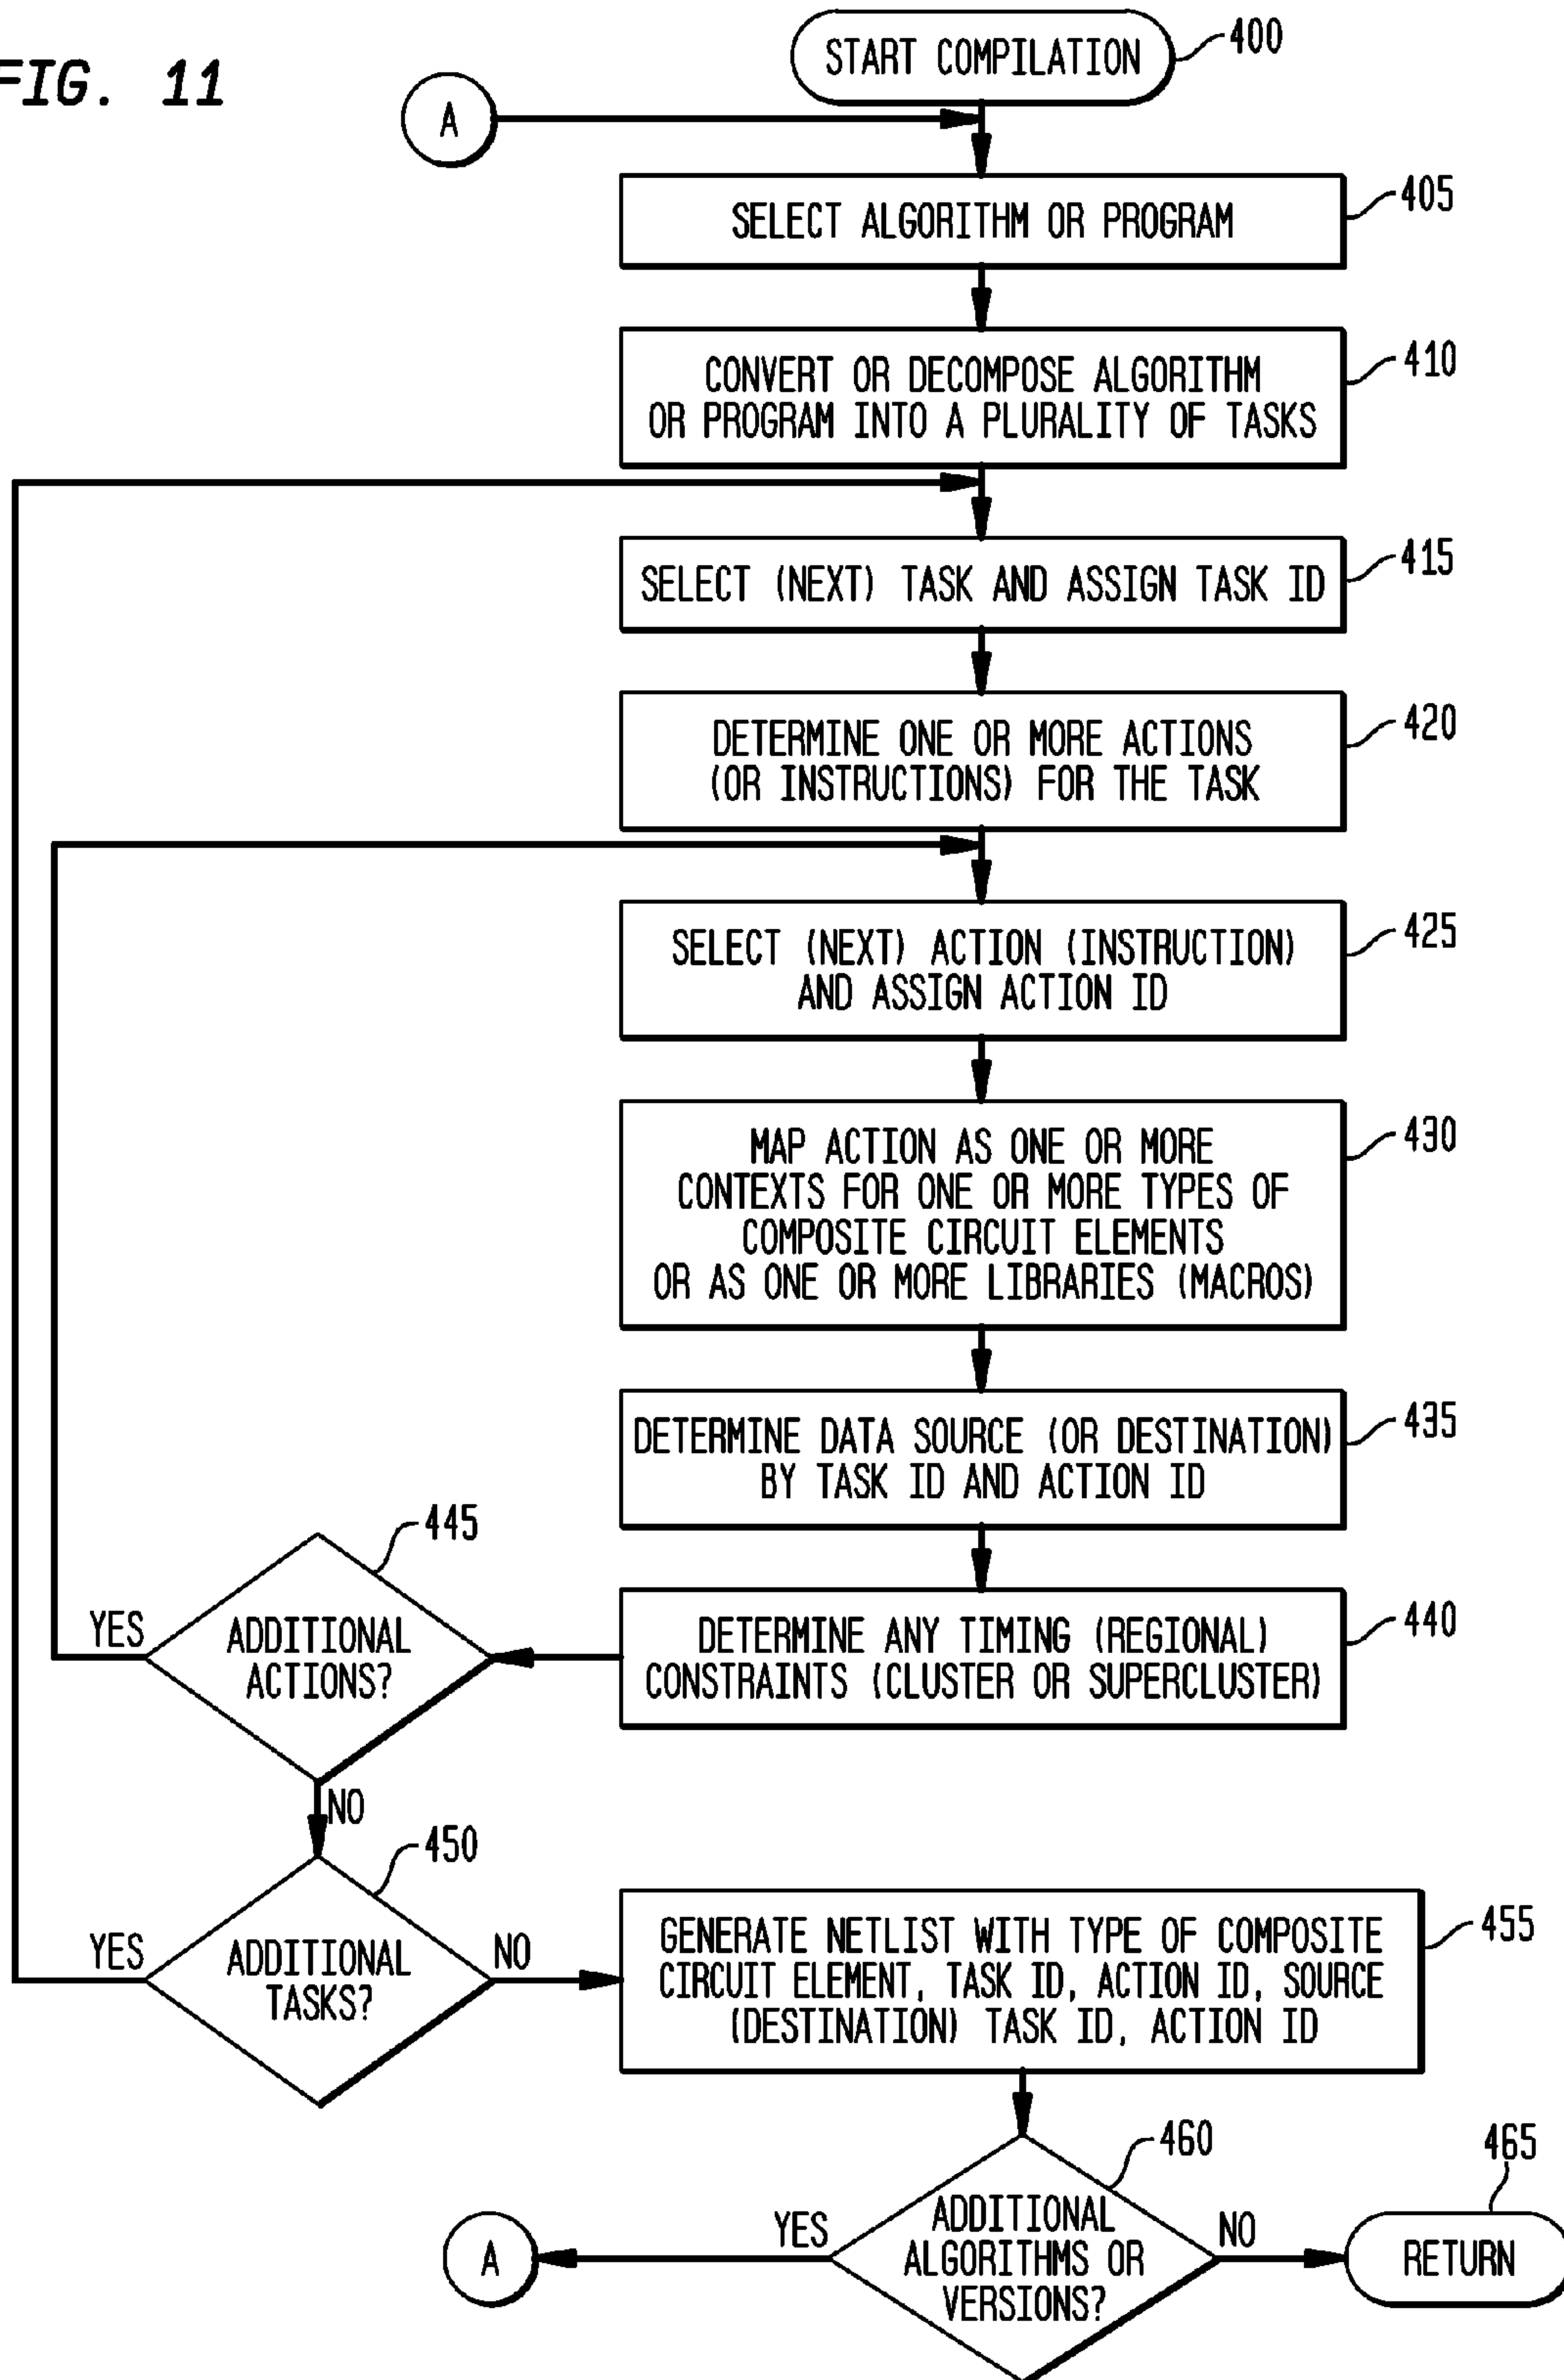 FIG. 11
START COMPILATION
400
A
SELECT ALGORITHM OR PROGRAM
405
CONVERT OR DECOMPOSE ALGORITHM
OR PROGRAM INTO A PLURALITY OF TASKS
410
SELECT (NEXT) TASK AND ASSIGN TASK ID
415
DETERMINE ONE OR MORE ACTIONS
(OR INSTRUCTIONS) FOR THE TASK
420
SELECT (NEXT) ACTION (INSTRUCTION)
AND ASSIGN ACTION ID
425
MAP ACTION AS ONE OR MORE
CONTEXTS FOR ONE OR MORE TYPES OF
COMPOSITE CIRCUIT ELEMENTS
OR AS ONE OR MORE LIBRARIES (MACROS)
430
DETERMINE DATA SOURCE (OR DESTINATION)
BY TASK ID AND ACTION ID
435
DETERMINE ANY TIMING (REGIONAL)
CONSTRAINTS (CLUSTER OR SUPERCLUSTER)
440
445
YES
ADDITIONAL
ACTIONS?
NO
450
YES
ADDITIONAL
TASKS?
NO
GENERATE NETLIST WITH TYPE OF COMPOSITE
CIRCUIT ELEMENT, TASK ID, ACTION ID, SOURCE
(DESTINATION) TASK ID, ACTION ID
455
460
ADDITIONAL
ALGORITHMS OR
VERSIONS?
YES
A
NO
465
RETURN